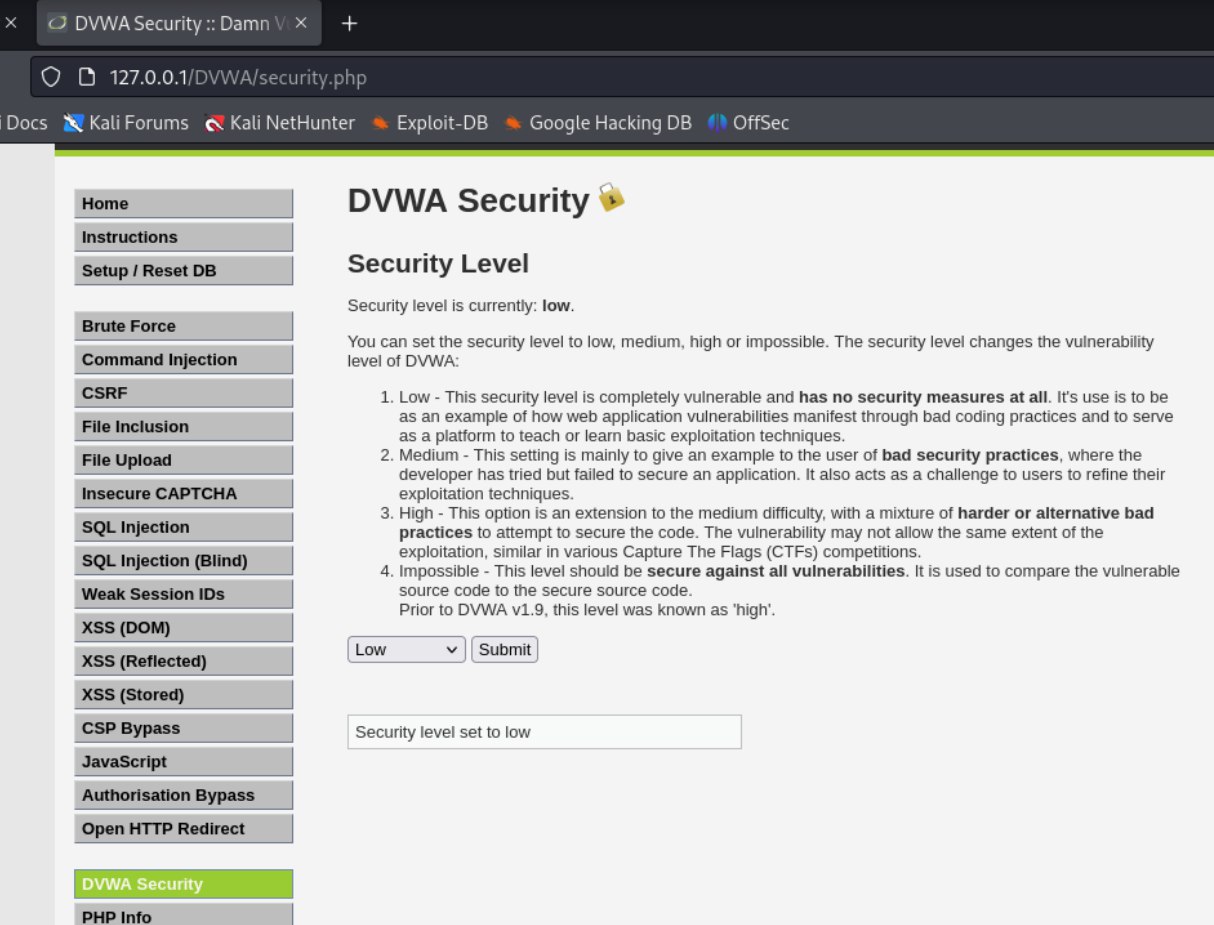 DVWA Security :: Damn V
127.0.0.1/DVWA/security.php
i Docs Kali Forums Kali NetHunter Exploit-DB Google Hacking DB OffSec
Home
Instructions
Setup / Reset DB
Brute Force
Command Injection
CSRF
File Inclusion
File Upload
Insecure CAPTCHA
SQL Injection
SQL Injection (Blind)
Weak Session IDs
XSS (DOM)
XSS (Reflected)
XSS (Stored)
CSP Bypass
JavaScript
Authorisation Bypass
Open HTTP Redirect
DVWA Security
PHP Info
DVWA Security
Security Level
Security level is currently: low.
You can set the security level to low, medium, high or impossible. The security level changes the vulnerability
level of DVWA:
1. Low - This security level is completely vulnerable and has no security measures at all. It's use is to be
as an example of how web application vulnerabilities manifest through bad coding practices and to serve
as a platform to teach or learn basic exploitation techniques.
2. Medium - This setting is mainly to give an example to the user of bad security practices, where the
developer has tried but failed to secure an application. It also acts as a challenge to users to refine their
exploitation techniques.
3. High - This option is an extension to the medium difficulty, with a mixture of harder or alternative bad
practices to attempt to secure the code. The vulnerability may not allow the same extent of the
exploitation, similar in various Capture The Flags (CTFs) competitions.
4. Impossible - This level should be secure against all vulnerabilities. It is used to compare the vulnerable
source code to the secure source code.
Prior to DVWA v1.9, this level was known as 'high'.
Low Submit
Security level set to low